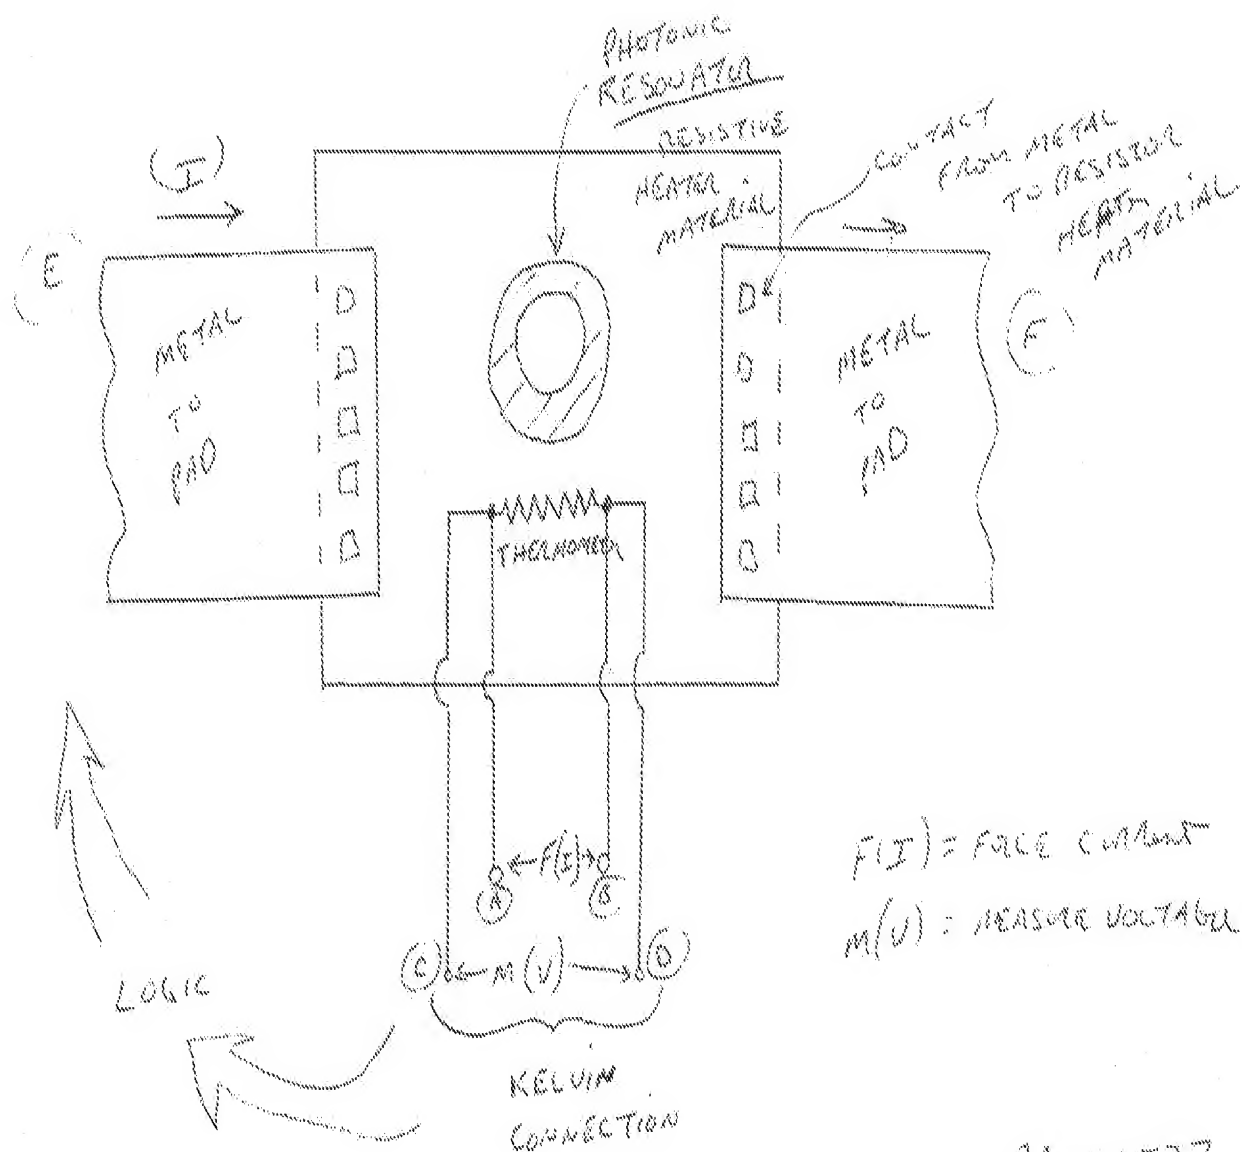 PHOTONIC
RESONATOR
RESISTIVE
HEATER
MATERIAL
CONTACT
FROM METAL
TO RESISTOR
HEATER
MATERIAL
(I)
(E)
METAL
TO
PAD
METAL
TO
PAD
(F)
THERMOMETER
F(I)
A
B
C
M(V)
D
F(I) = FORCE CURRENT
M(V) = MEASURE VOLTAGE
LOGIC
KELVIN
CONNECTION